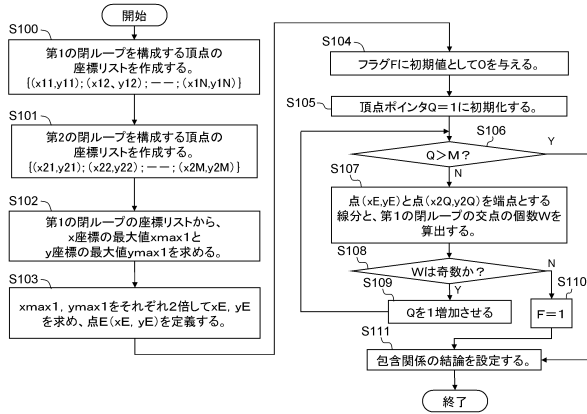 開始
S100
第1の閉ループを構成する頂点の
座標リストを作成する。
{(x11,y11); (x12、y12); ーー; (x1N,y1N)}
S101
第2の閉ループを構成する頂点の
座標リストを作成する。
{(x21,y21); (x22,y22); ーー; (x2M,y2M)}
S102
第1の閉ループの座標リストから、
x座標の最大値xmax1と
y座標の最大値ymax1を求める。
S103
xmax1, ymax1をそれぞれ2倍してxE, yE
を求め、点E(xE, yE)を定義する。
S104
フラグFに初期値として0を与える。
S105
頂点ポインタQ=1に初期化する。
S106
Q>M?
Y
N
S107
点(xE,yE)と点(x2Q,y2Q)を端点とする
線分と、第1の閉ループの交点の個数Wを
算出する。
S108
Wは奇数か?
N
Y
S109
Qを1増加させる
S110
F=1
S111
包含関係の結論を設定する。
終了